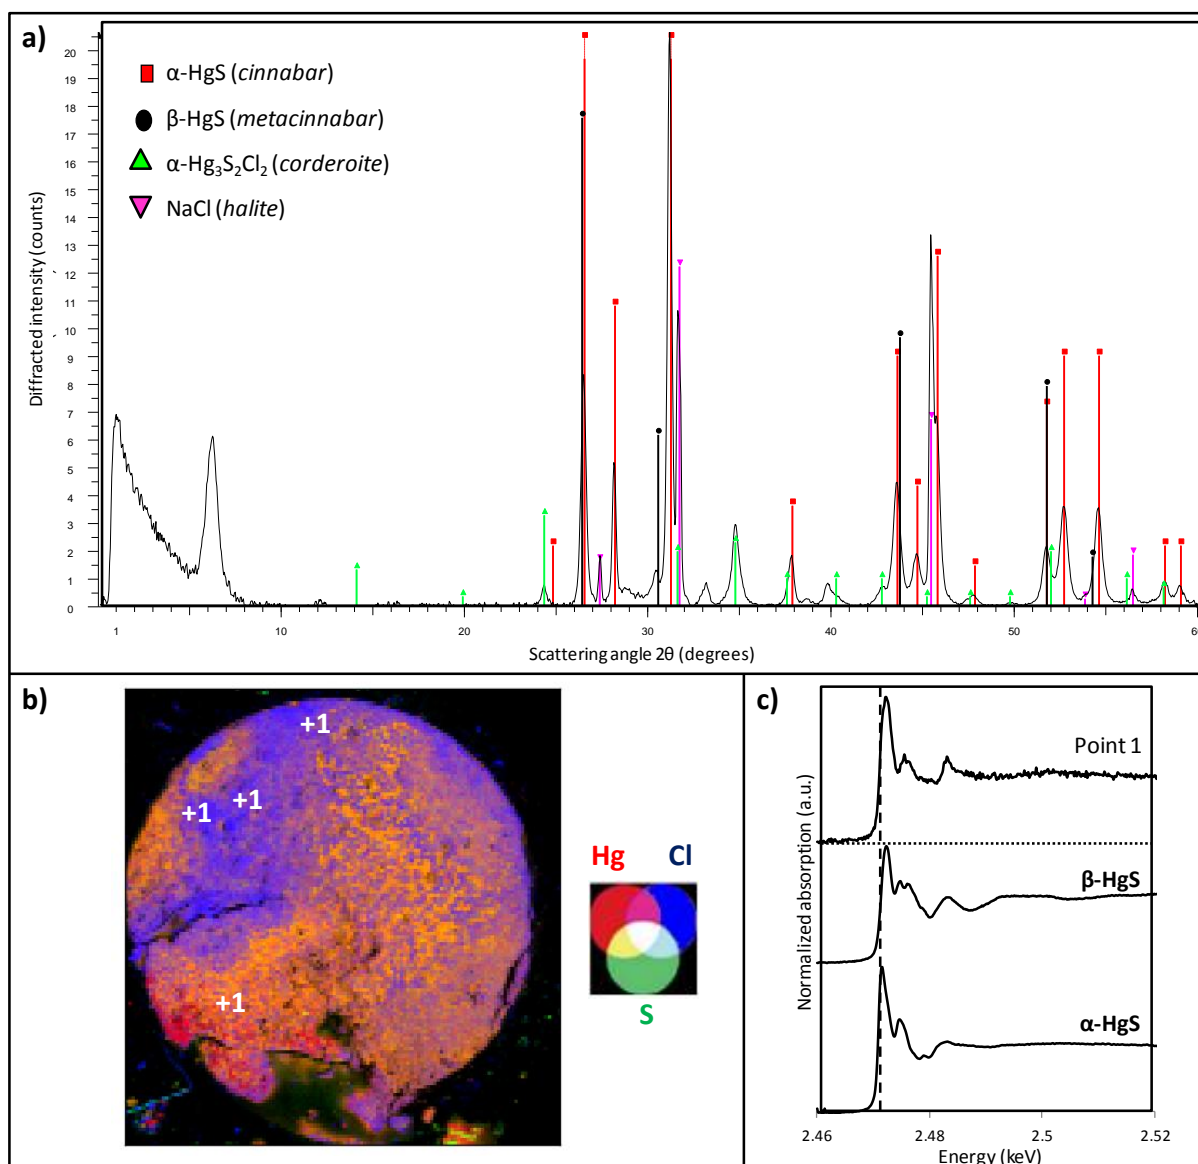 a)
α-HgS (cinnabar)
β-HgS (metacinnabar)
α-Hg₃S₂Cl₂ (corderoite)
NaCl (halite)
Diffracted intensity (counts)
20
19
18
17
16
15
14
13
12
11
10
9
8
7
6
5
4
3
2
1
0
1 10 20 30 40 50 60
Scattering angle 2θ (degrees)
b)
+1
+1 +1
+1
Hg Cl
S
c)
Normalized absorption (a.u.)
Point 1
β-HgS
α-HgS
2.46 2.48 2.5 2.52
Energy (keV)